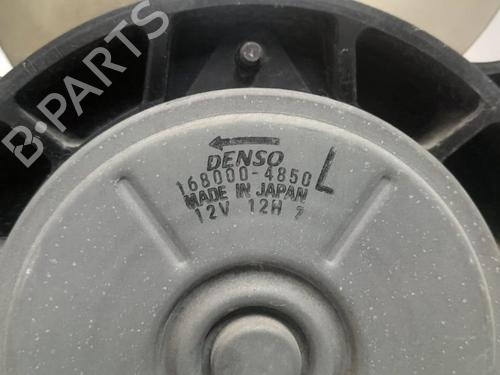 B-PARTS
DENSO
168000-4850 L
MADE IN JAPAN
12V 12H